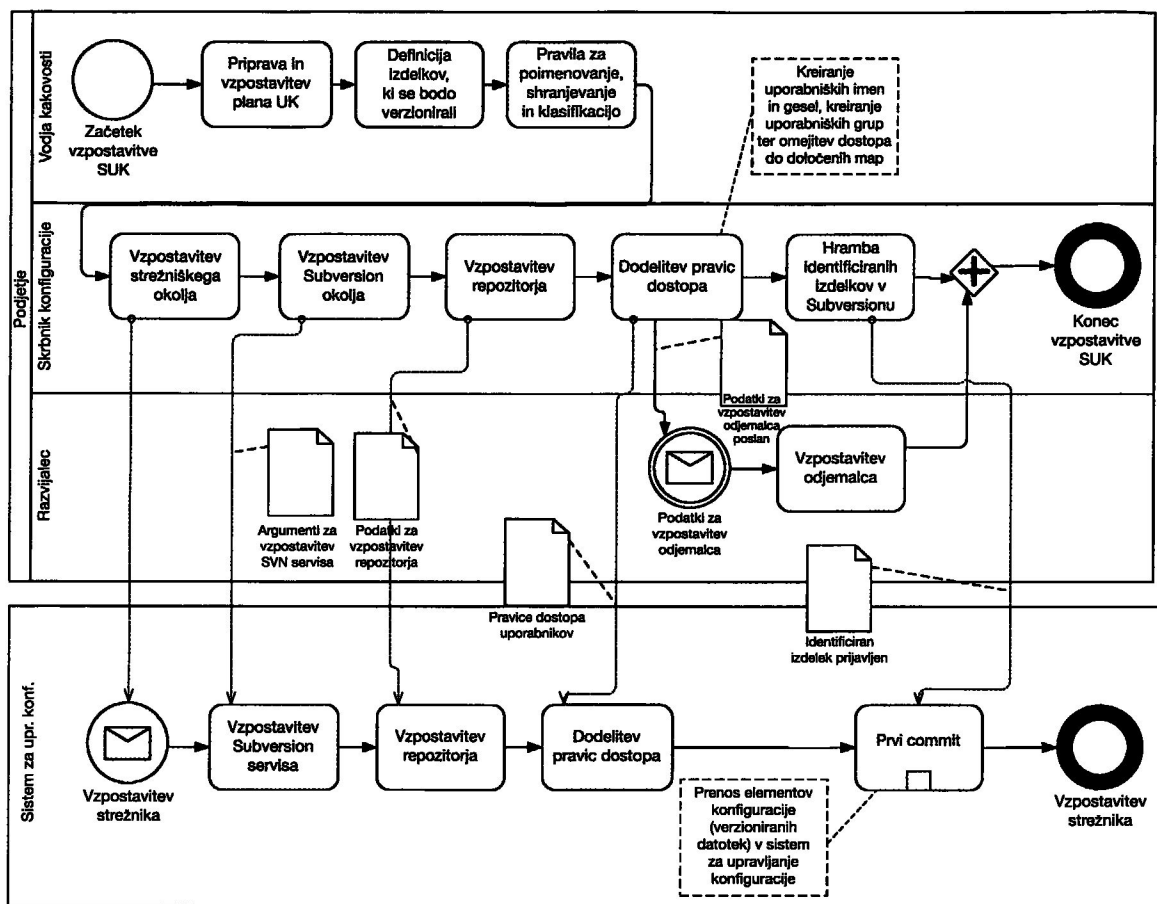 Podjetje
Vodja kakovosti
Začetek
vzpostavitve
SUK
Priprava in
vzpostavitev
plana UK
Definicija
izdelkov,
ki se bodo
verzionirali
Pravila za
poimenovanje,
shranjevanje
in klasifikacijo
Kreiranje
uporabniških imen
in gesel, kreiranje
uporabniških grup
ter omejitev dostopa
do določenih map
Skrbnik konfiguracije
Vzpostavitev
strežniškega
okolja
Vzpostavitev
Subversion
okolja
Vzpostavitev
repozitorja
Dodelitev pravic
dostopa
Hramba
identificiranih
izdelkov v
Subversionu
Konec
vzpostavitve
SUK
Razvijalec
Argumenti za
vzpostavitev
SVN servisa
Podatki za
vzpostavitev
repozitorja
Podatki za
vzpostavitev
odjemalca
poslan
Podatki za
vzpostavitev
odjemalca
Vzpostavitev
odjemalca
Pravice dostopa
uporabnikov
Identificiran
izdelek prijavljen
Sistem za upr. konf.
Vzpostavitev
strežnika
Vzpostavitev
Subversion
servisa
Vzpostavitev
repozitorja
Dodelitev
pravic dostopa
Prvi commit
Vzpostavitev
strežnika
Prenos elementov
konfiguracije
(verzioniranih
datotek) v sistem
za upravljanje
konfiguracije